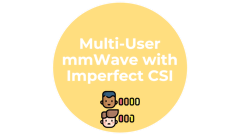 Multi-User
mmWave with
Imperfect CSI